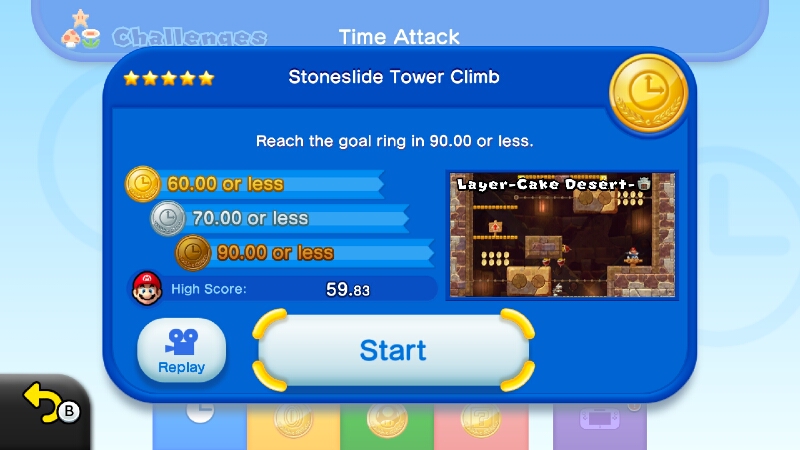 Challenges
Time Attack
Stoneslide Tower Climb
Reach the goal ring in 90.00 or less.
60.00 or less
70.00 or less
90.00 or less
High Score: 59.83
Layer-Cake Desert-
Replay
Start
B